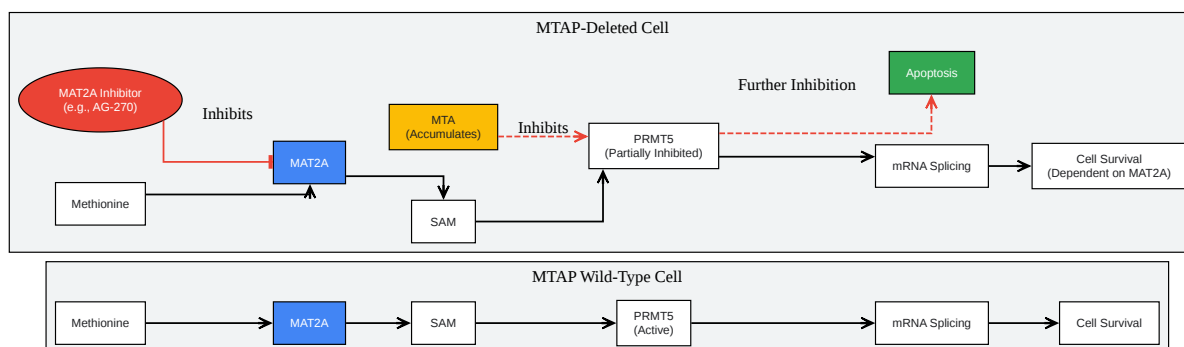 MTAP-Deleted Cell
MAT2A Inhibitor
(e.g., AG-270)
Inhibits
MTA
(Accumulates)
Inhibits
Further Inhibition
Apoptosis
PRMT5
(Partially Inhibited)
MAT2A
mRNA Splicing
Cell Survival
(Dependent on MAT2A)
Methionine
SAM
MTAP Wild-Type Cell
Methionine
MAT2A
SAM
PRMT5
(Active)
mRNA Splicing
Cell Survival